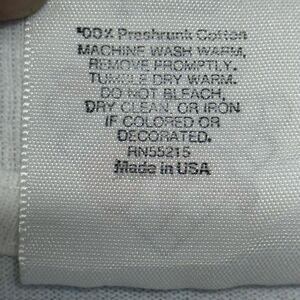 100% Preshrunk Cotton
MACHINE WASH WARM,
REMOVE PROMPTLY.
TUMBLE DRY WARM.
DO NOT BLEACH,
DRY CLEAN, OR IRON
IF COLORED OR
DECORATED.
RN55215
Made in USA